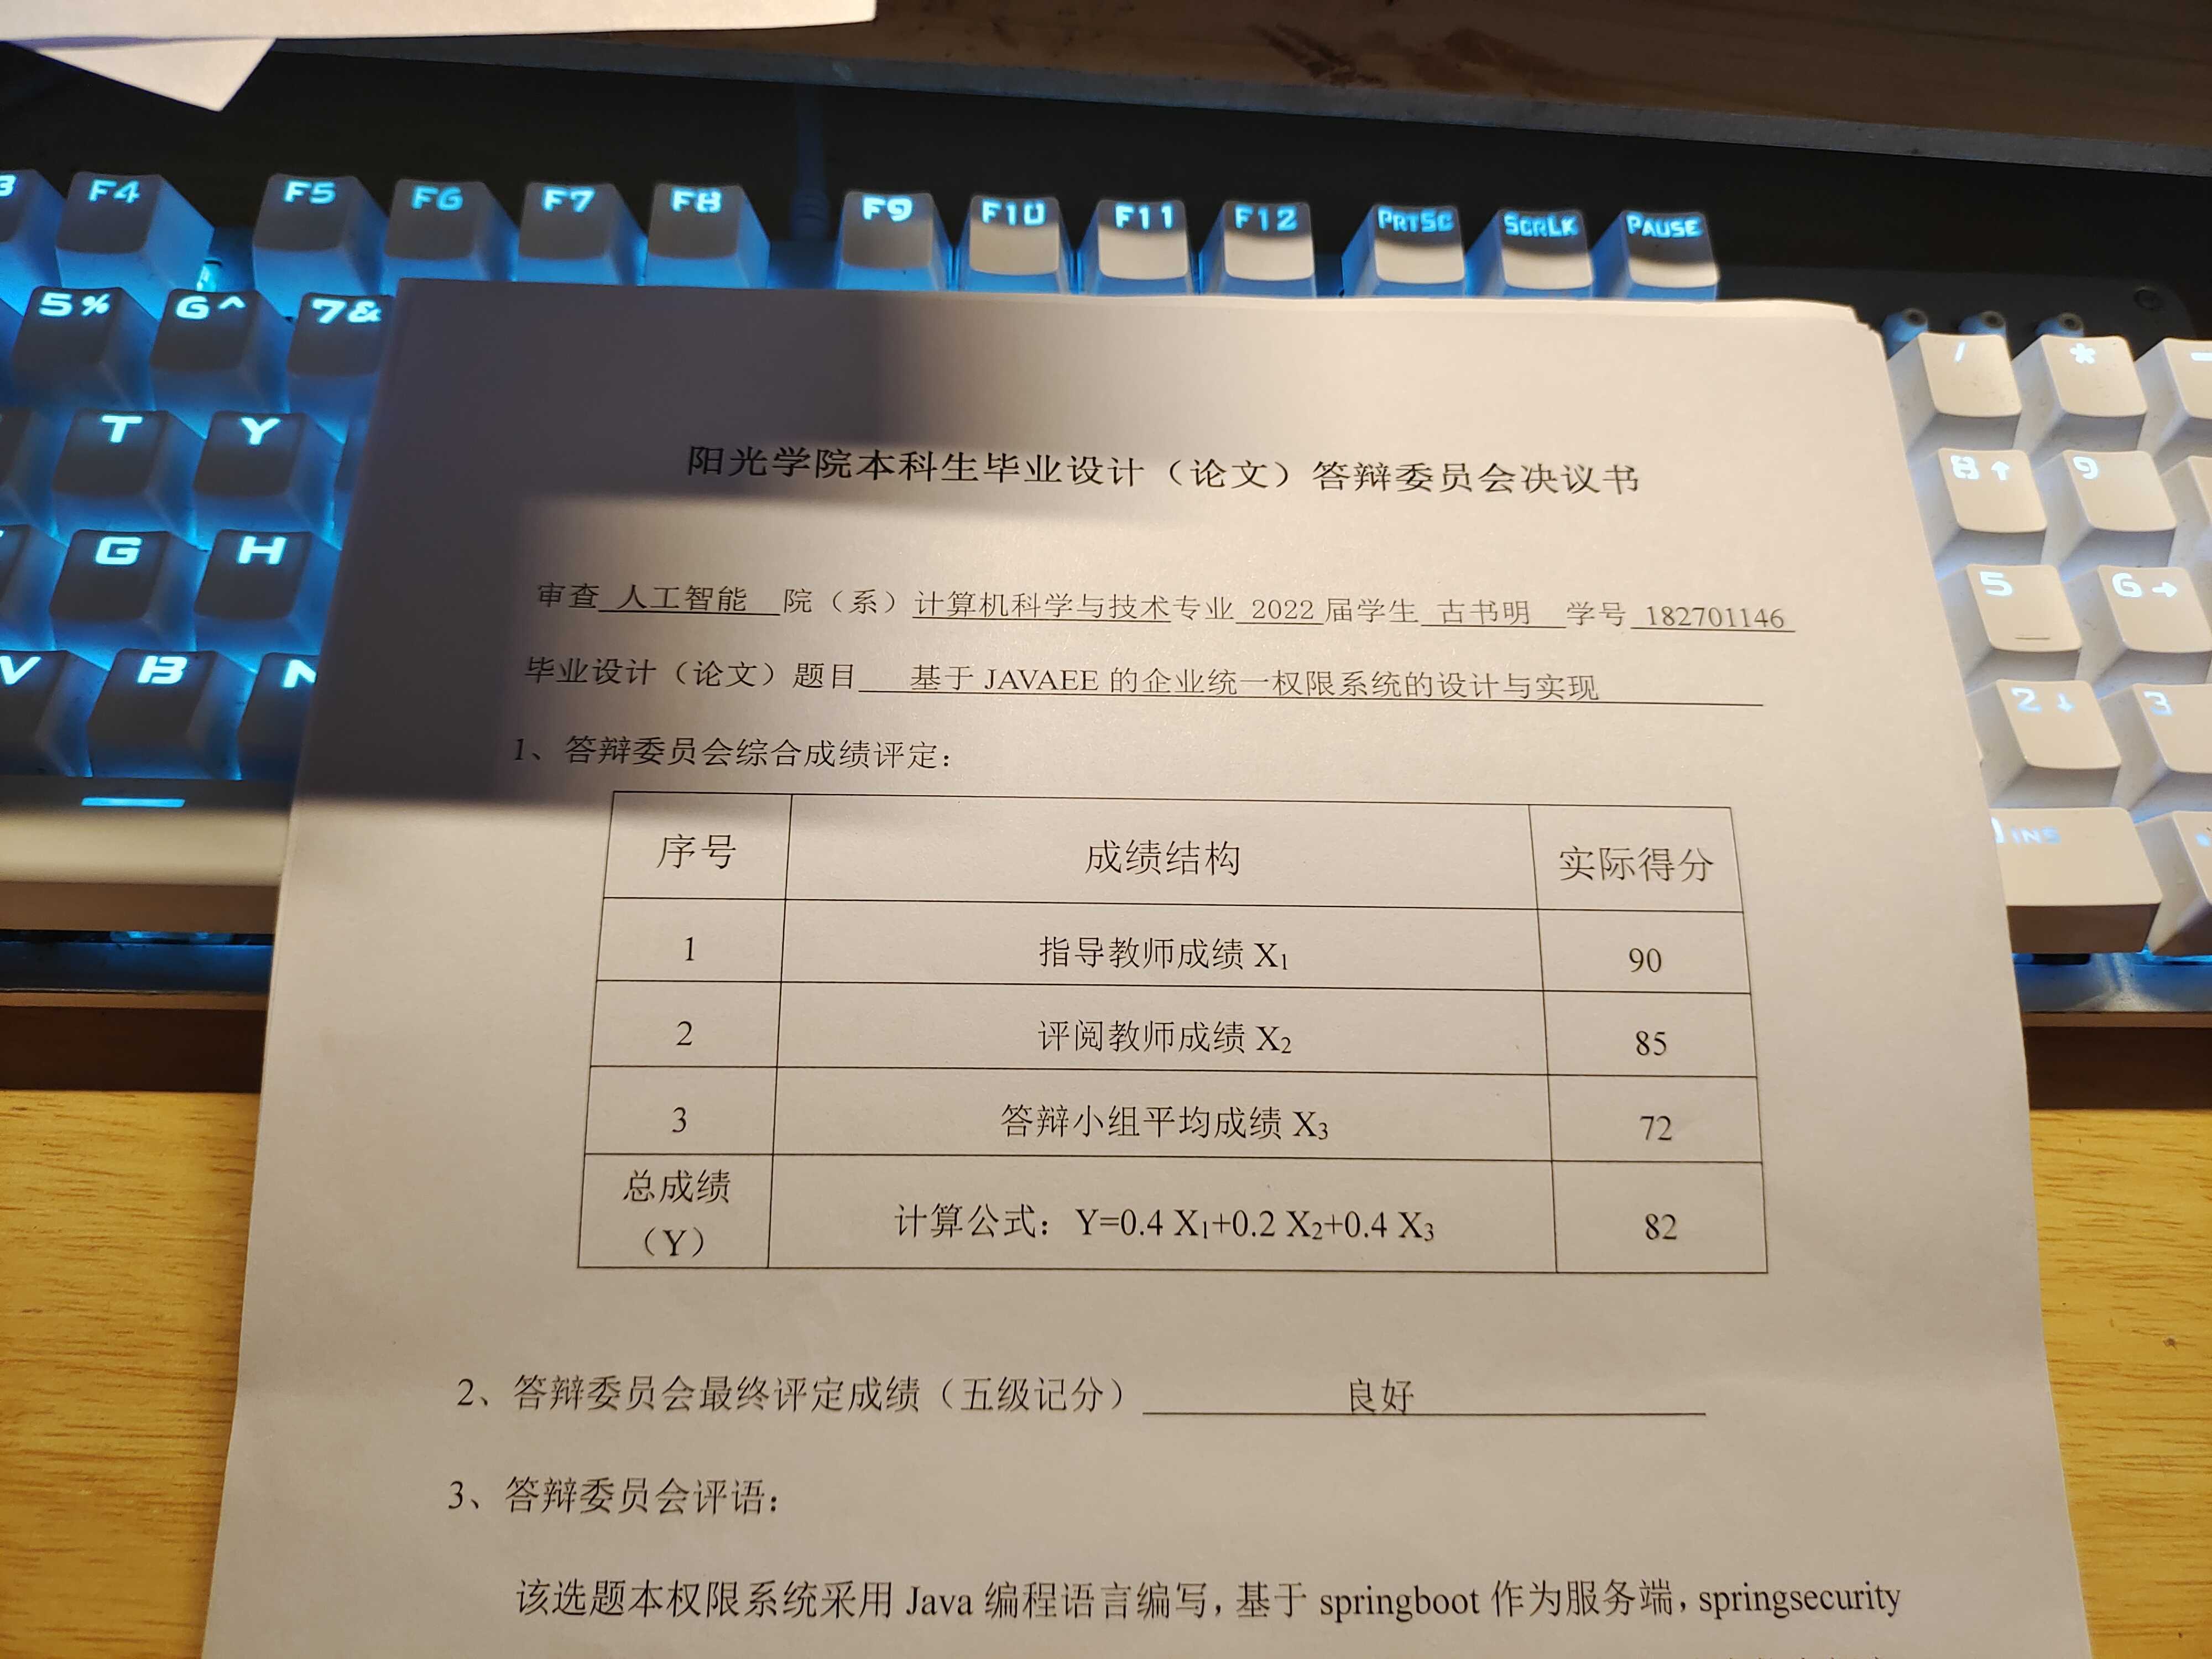 3 F4 F5 F6 F7 F8 F9 F10 F11 F12 PRTSC SCRLK PAUSE
5% 6^ 7& / * -
T Y 8↑ 9
G H 5 6→
V B N 2↓ 3
INS
阳光学院本科生毕业设计（论文）答辩委员会决议书
审查 人工智能 院（系）计算机科学与技术专业 2022 届学生 古书明 学号 182701146
毕业设计（论文）题目 基于 JAVAEE 的企业统一权限系统的设计与实现
1、答辩委员会综合成绩评定：
序号 成绩结构 实际得分
1 指导教师成绩 X1 90
2 评阅教师成绩 X2 85
3 答辩小组平均成绩 X3 72
总成绩（Y） 计算公式：Y=0.4 X1+0.2 X2+0.4 X3 82
2、答辩委员会最终评定成绩（五级记分） 良好
3、答辩委员会评语：
该选题本权限系统采用 Java 编程语言编写，基于 springboot 作为服务端，springsecurity